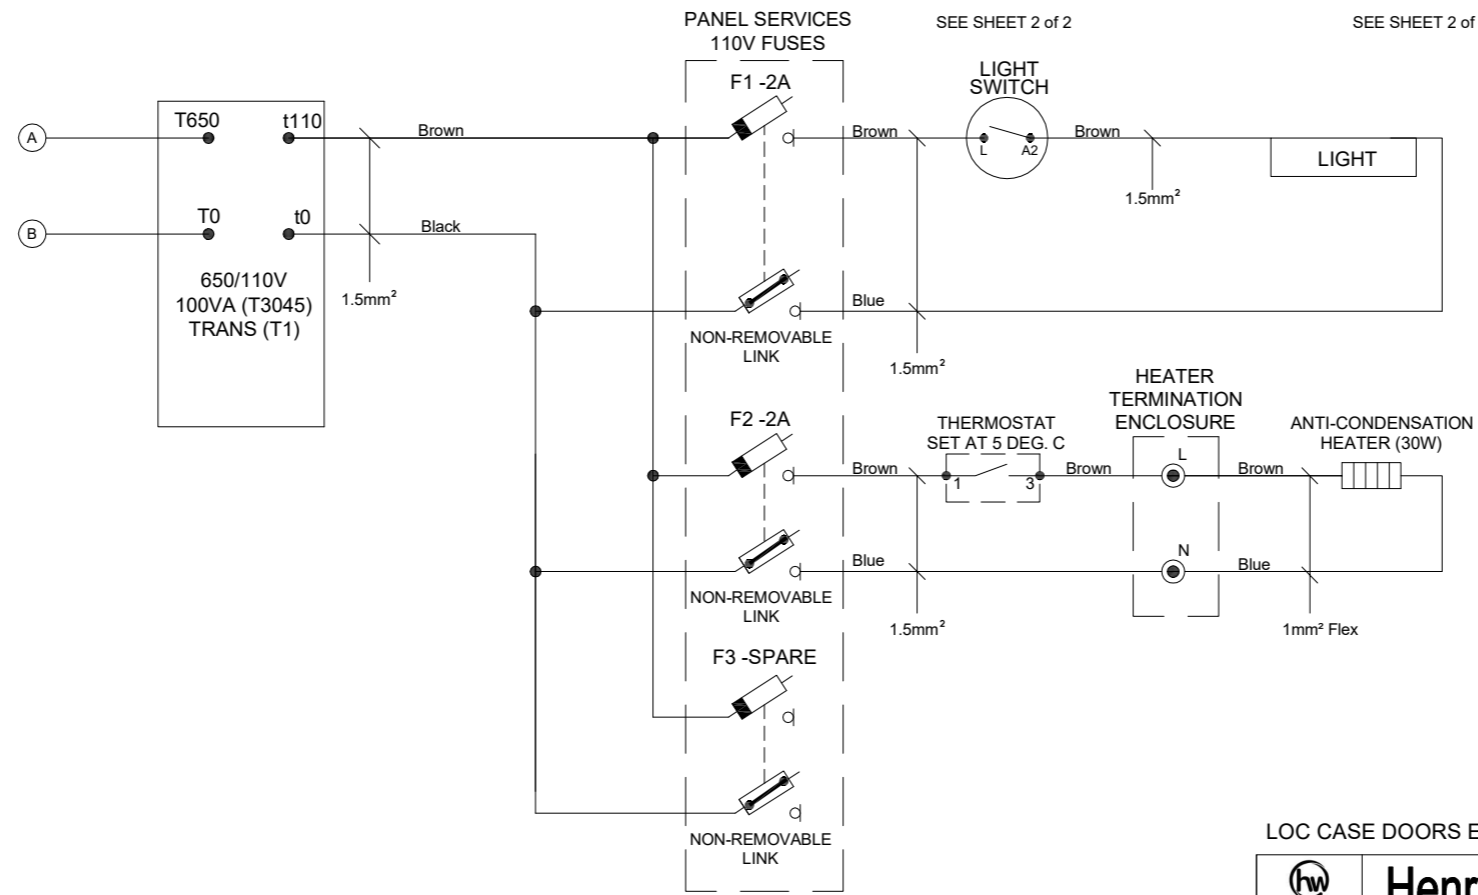 PANEL SERVICES
110V FUSES
SEE SHEET 2 of 2
SEE SHEET 2 of
F1 -2A
LIGHT
SWITCH
A
T650
t110
Brown
Brown
L
A2
Brown
LIGHT
1.5mm²
B
T0
t0
Black
650/110V
100VA (T3045)
TRANS (T1)
1.5mm²
Blue
NON-REMOVABLE
LINK
1.5mm²
F2 -2A
THERMOSTAT
SET AT 5 DEG. C
HEATER
TERMINATION
ENCLOSURE
ANTI-CONDENSATION
HEATER (30W)
Brown
1
3
Brown
L
Brown
Blue
N
Blue
NON-REMOVABLE
LINK
1.5mm²
1mm² Flex
F3 -SPARE
NON-REMOVABLE
LINK
LOC CASE DOORS E
hw
Henr